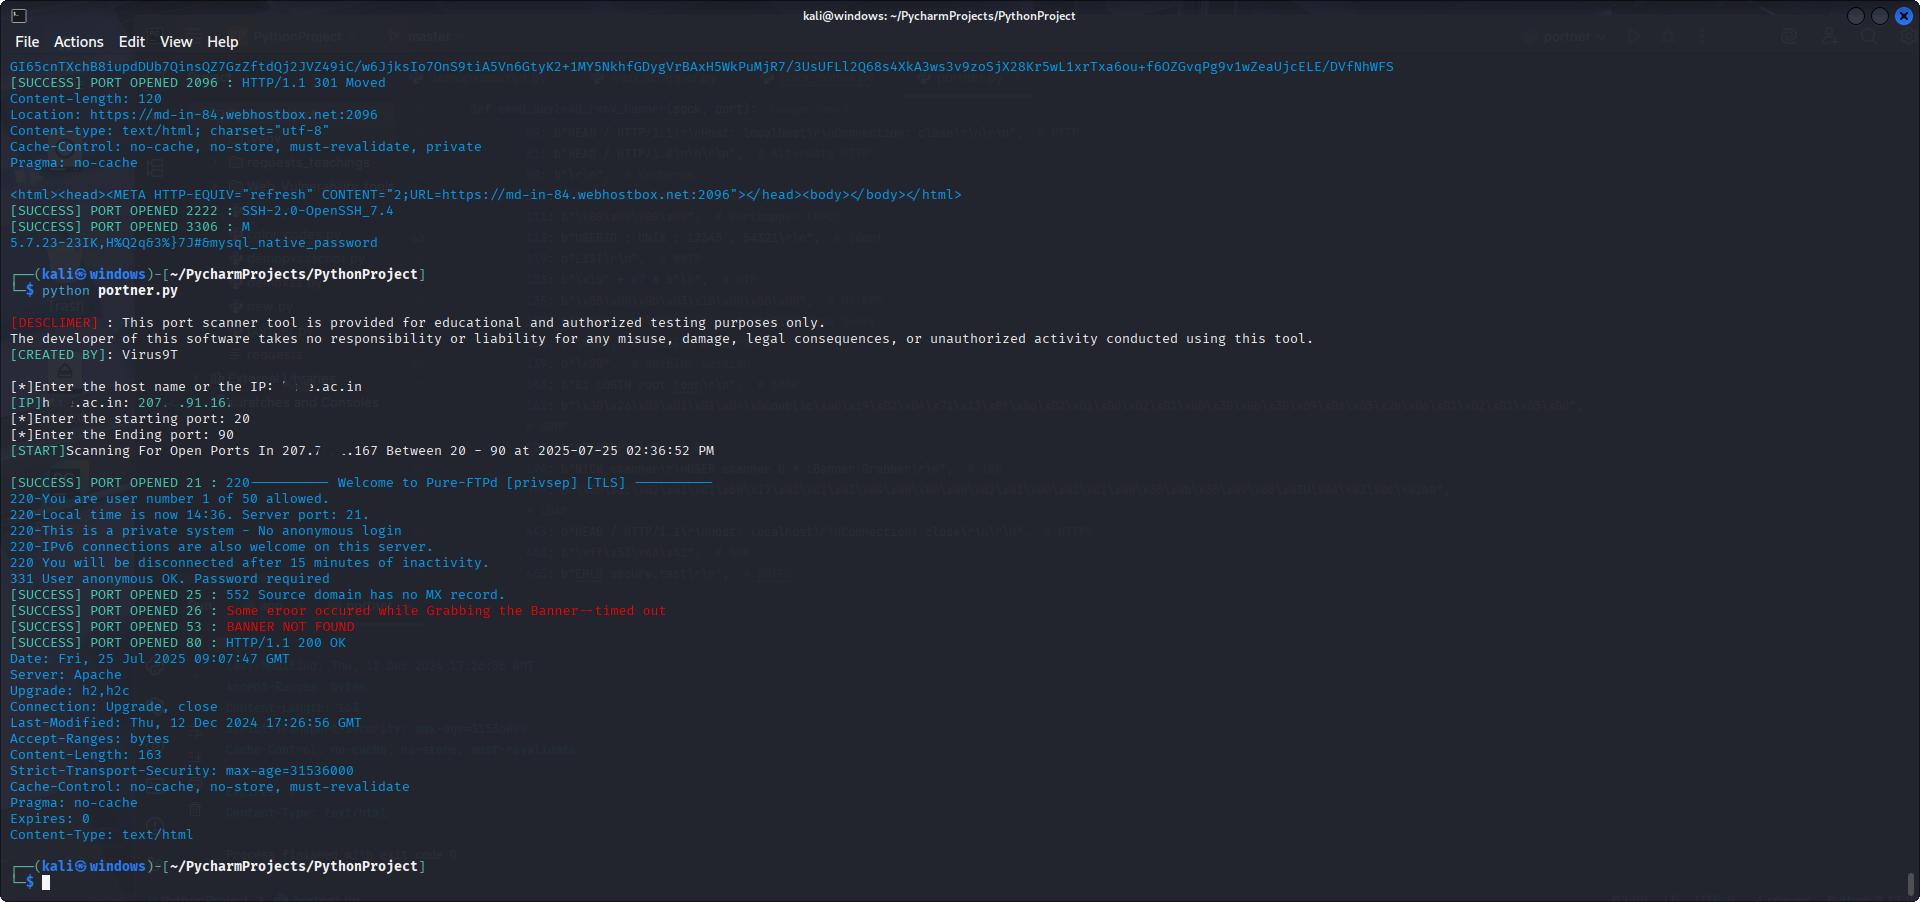 kali@windows: ~/PycharmProjects/PythonProject
File Actions Edit View Help
GI65cnTXchB8iupdDUb7QinsQZ7GzZftdQj2JVZ49iC/w6JjksIo7OnS9tiA5Vn6GtyK2+1MY5NkhfGDygVrBAxH5WkPuMjR7/3UsUFLl2Q68s4XkA3ws3v9zoSjX28Kr5wL1xrTxa6ou+f6OZGvqPg9v1wZeaUjcELE/DVfNhWFS
[SUCCESS] PORT OPENED 2096 : HTTP/1.1 301 Moved
Content-length: 120
Location: https://md-in-84.webhostbox.net:2096
Content-type: text/html; charset="utf-8"
Cache-Control: no-cache, no-store, must-revalidate, private
Pragma: no-cache
<html><head><META HTTP-EQUIV="refresh" CONTENT="2;URL=https://md-in-84.webhostbox.net:2096"></head><body></body></html>
[SUCCESS] PORT OPENED 2222 : SSH-2.0-OpenSSH_7.4
[SUCCESS] PORT OPENED 3306 : M
5.7.23-23IK,H%Q2q&3%}7J#&mysql_native_password
┌──(kali㉿windows)-[~/PycharmProjects/PythonProject]
└─$ python portner.py
[DESCLIMER] : This port scanner tool is provided for educational and authorized testing purposes only.
The developer of this software takes no responsibility or liability for any misuse, damage, legal consequences, or unauthorized activity conducted using this tool.
[CREATED BY]: Virus9T
[*]Enter the host name or the IP: .ac.in
[IP]h .ac.in: 207. .91.16
[*]Enter the starting port: 20
[*]Enter the Ending port: 90
[START]Scanning For Open Ports In 207.7 .167 Between 20 - 90 at 2025-07-25 02:36:52 PM
[SUCCESS] PORT OPENED 21 : 220---------- Welcome to Pure-FTPd [privsep] [TLS] ----------
220-You are user number 1 of 50 allowed.
220-Local time is now 14:36. Server port: 21.
220-This is a private system - No anonymous login
220-IPv6 connections are also welcome on this server.
220 You will be disconnected after 15 minutes of inactivity.
331 User anonymous OK. Password required
[SUCCESS] PORT OPENED 25 : 552 Source domain has no MX record.
[SUCCESS] PORT OPENED 26 : Some eroor occured while Grabbing the Banner--timed out
[SUCCESS] PORT OPENED 53 : BANNER NOT FOUND
[SUCCESS] PORT OPENED 80 : HTTP/1.1 200 OK
Date: Fri, 25 Jul 2025 09:07:47 GMT
Server: Apache
Upgrade: h2,h2c
Connection: Upgrade, close
Last-Modified: Thu, 12 Dec 2024 17:26:56 GMT
Accept-Ranges: bytes
Content-Length: 163
Strict-Transport-Security: max-age=31536000
Cache-Control: no-cache, no-store, must-revalidate
Pragma: no-cache
Expires: 0
Content-Type: text/html
┌──(kali㉿windows)-[~/PycharmProjects/PythonProject]
└─$